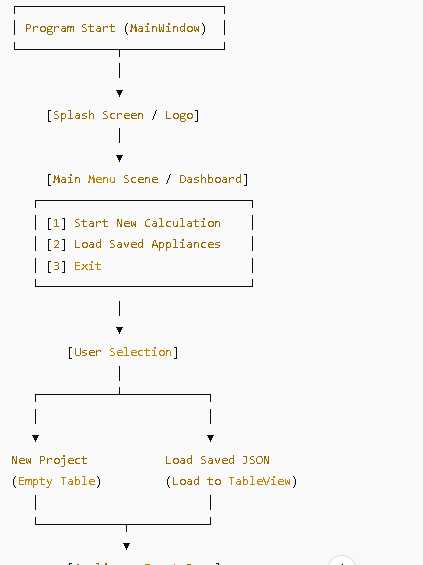 Program Start (MainWindow)
[Splash Screen / Logo]
[Main Menu Scene / Dashboard]
[1] Start New Calculation
[2] Load Saved Appliances
[3] Exit
[User Selection]
New Project Load Saved JSON
(Empty Table) (Load to TableView)